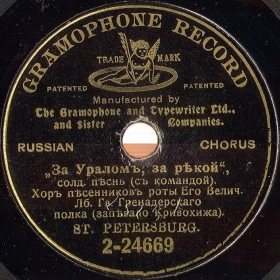 GRAMOPHONE RECORD
TRADE MARK
PATENTED PATENTED
Manufactured by
The Gramophone and Typewriter Ltd.,
and Sister Companies.
RUSSIAN CHORUS
„За Ураломъ, за рѣкой“,
солд. пѣснь (съ командой).
Хоръ пѣсенниковъ роты Его Велич.
Лб. Гв. Гренадерскаго
полка (запѣвало Кривохижа).
ST. PETERSBURG.
2-24669